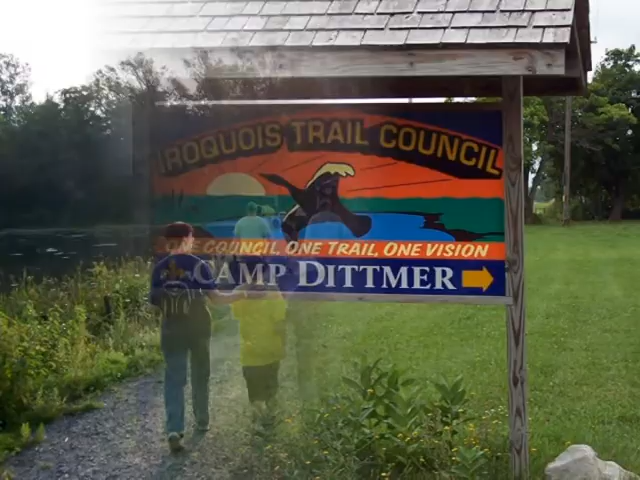 IROQUOIS TRAIL COUNCIL
ONE COUNCIL, ONE TRAIL, ONE VISION
CAMP DITTMER